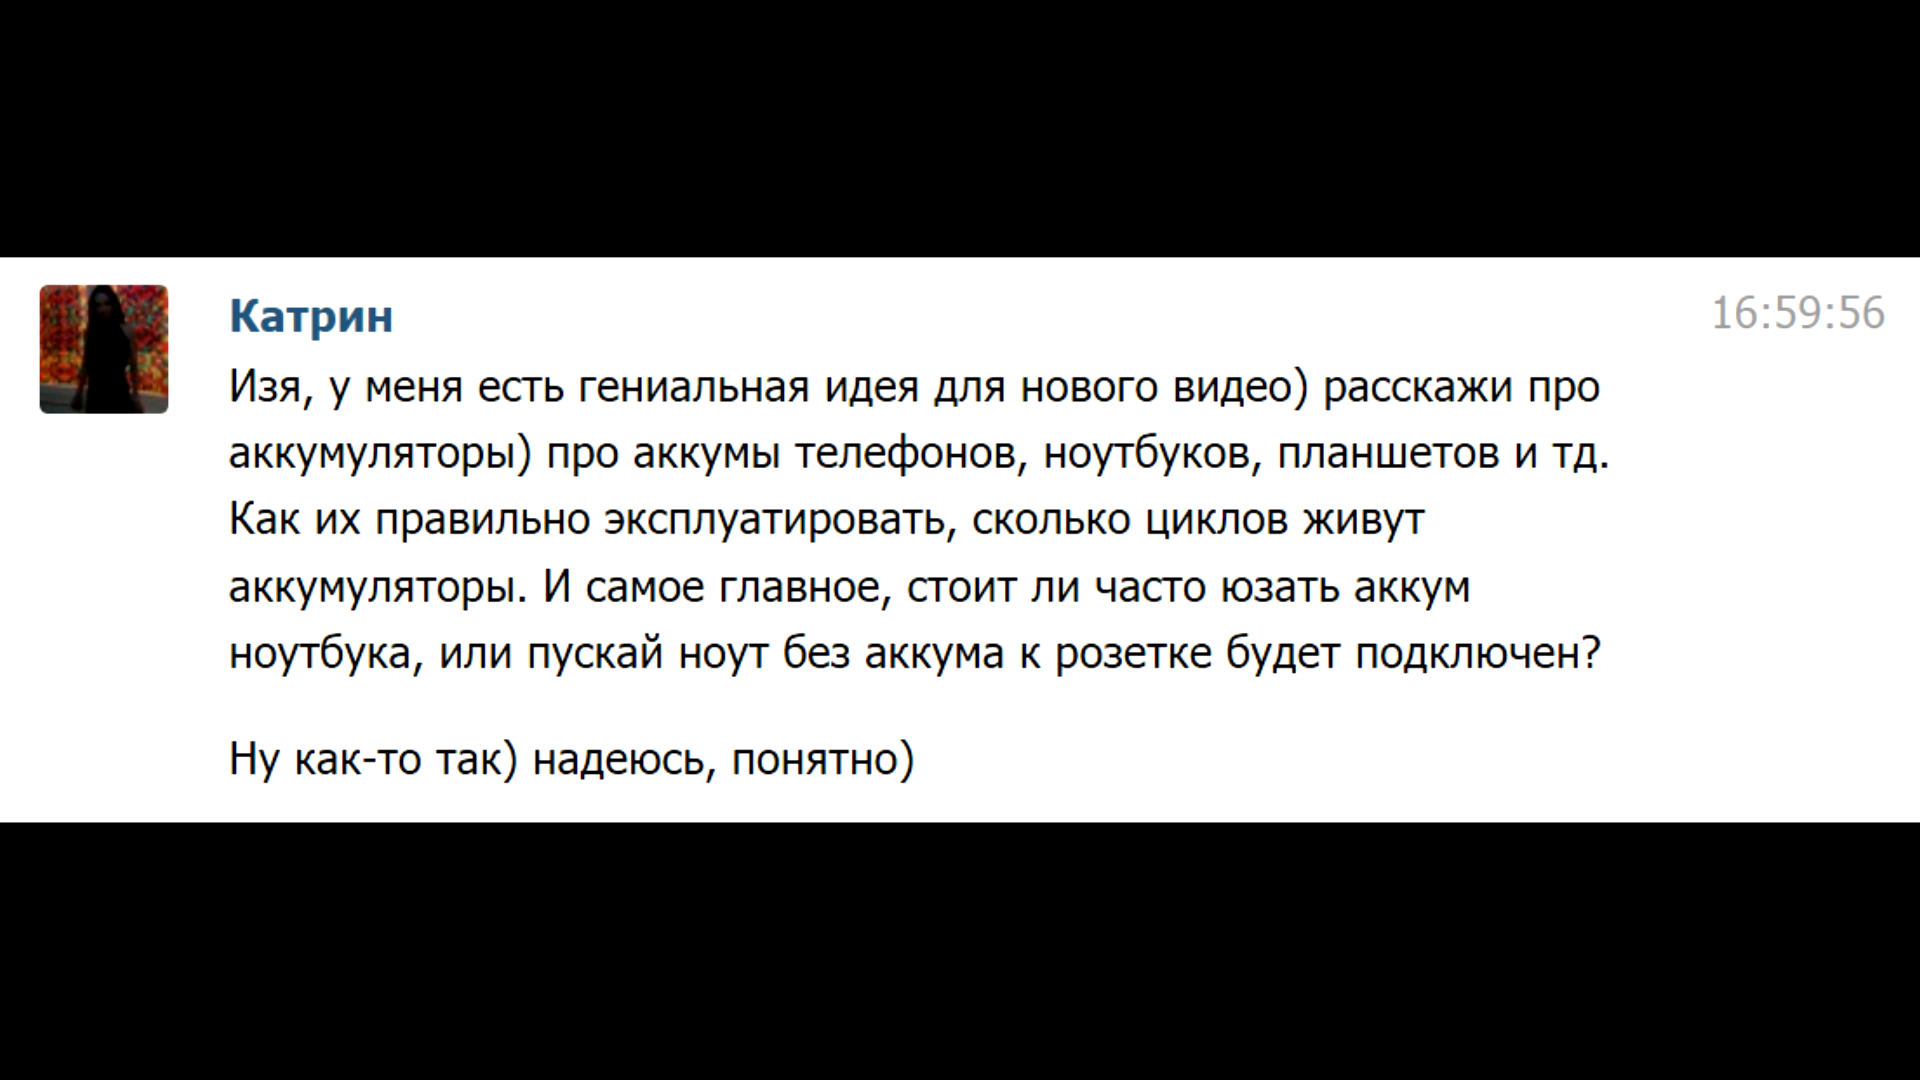 Катрин
16:59:56
Изя, у меня есть гениальная идея для нового видео) расскажи про
аккумуляторы) про аккумы телефонов, ноутбуков, планшетов и тд.
Как их правильно эксплуатировать, сколько циклов живут
аккумуляторы. И самое главное, стоит ли часто юзать аккум
ноутбука, или пускай ноут без аккума к розетке будет подключен?
Ну как-то так) надеюсь, понятно)